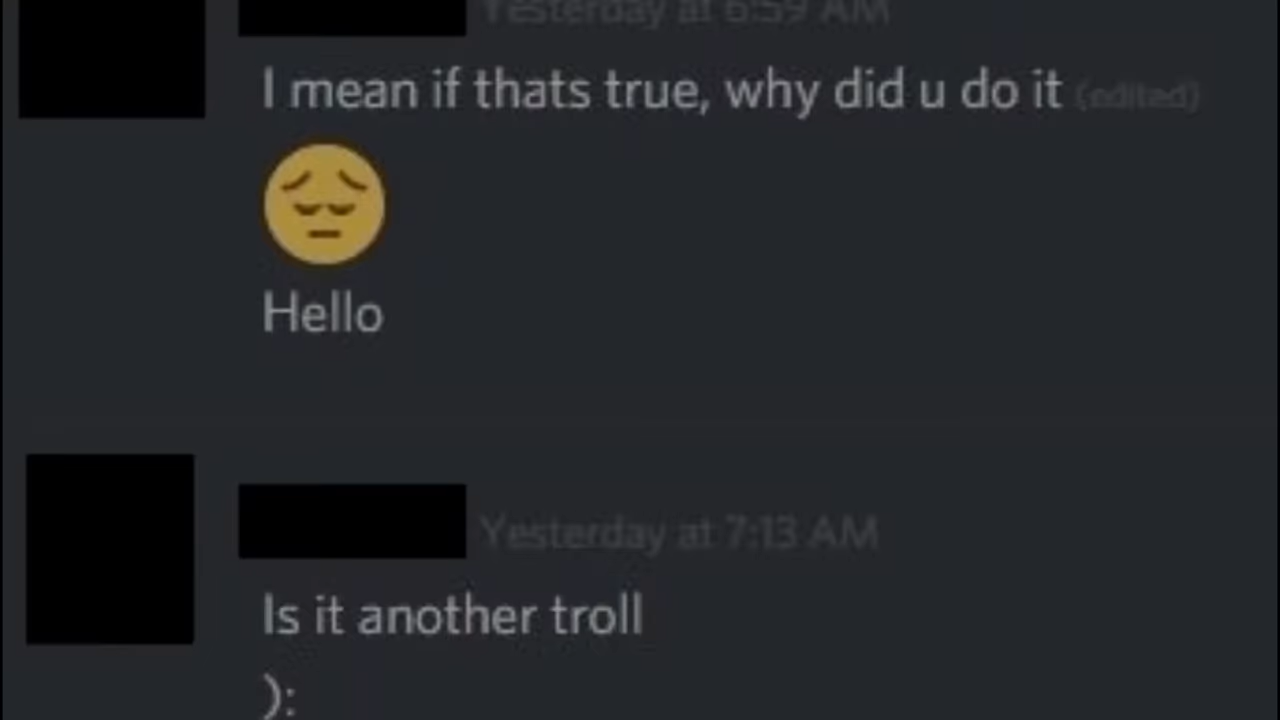 Yesterday at 6:59 AM
I mean if thats true, why did u do it (edited)
Hello
Yesterday at 7:13 AM
Is it another troll
):